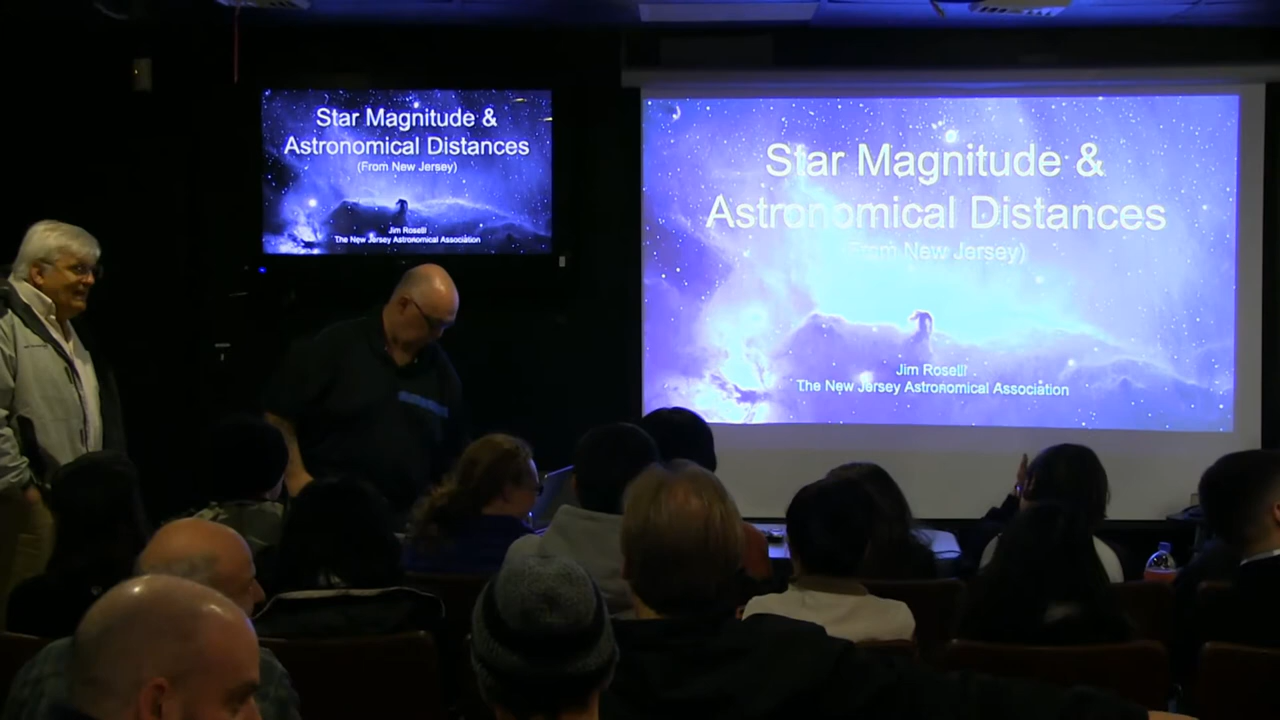 Star Magnitude &
Astronomical Distances
(From New Jersey)
Jim Roselli
The New Jersey Astronomical Association
Star Magnitude &
Astronomical Distances
(From New Jersey)
Jim Roselli
The New Jersey Astronomical Association